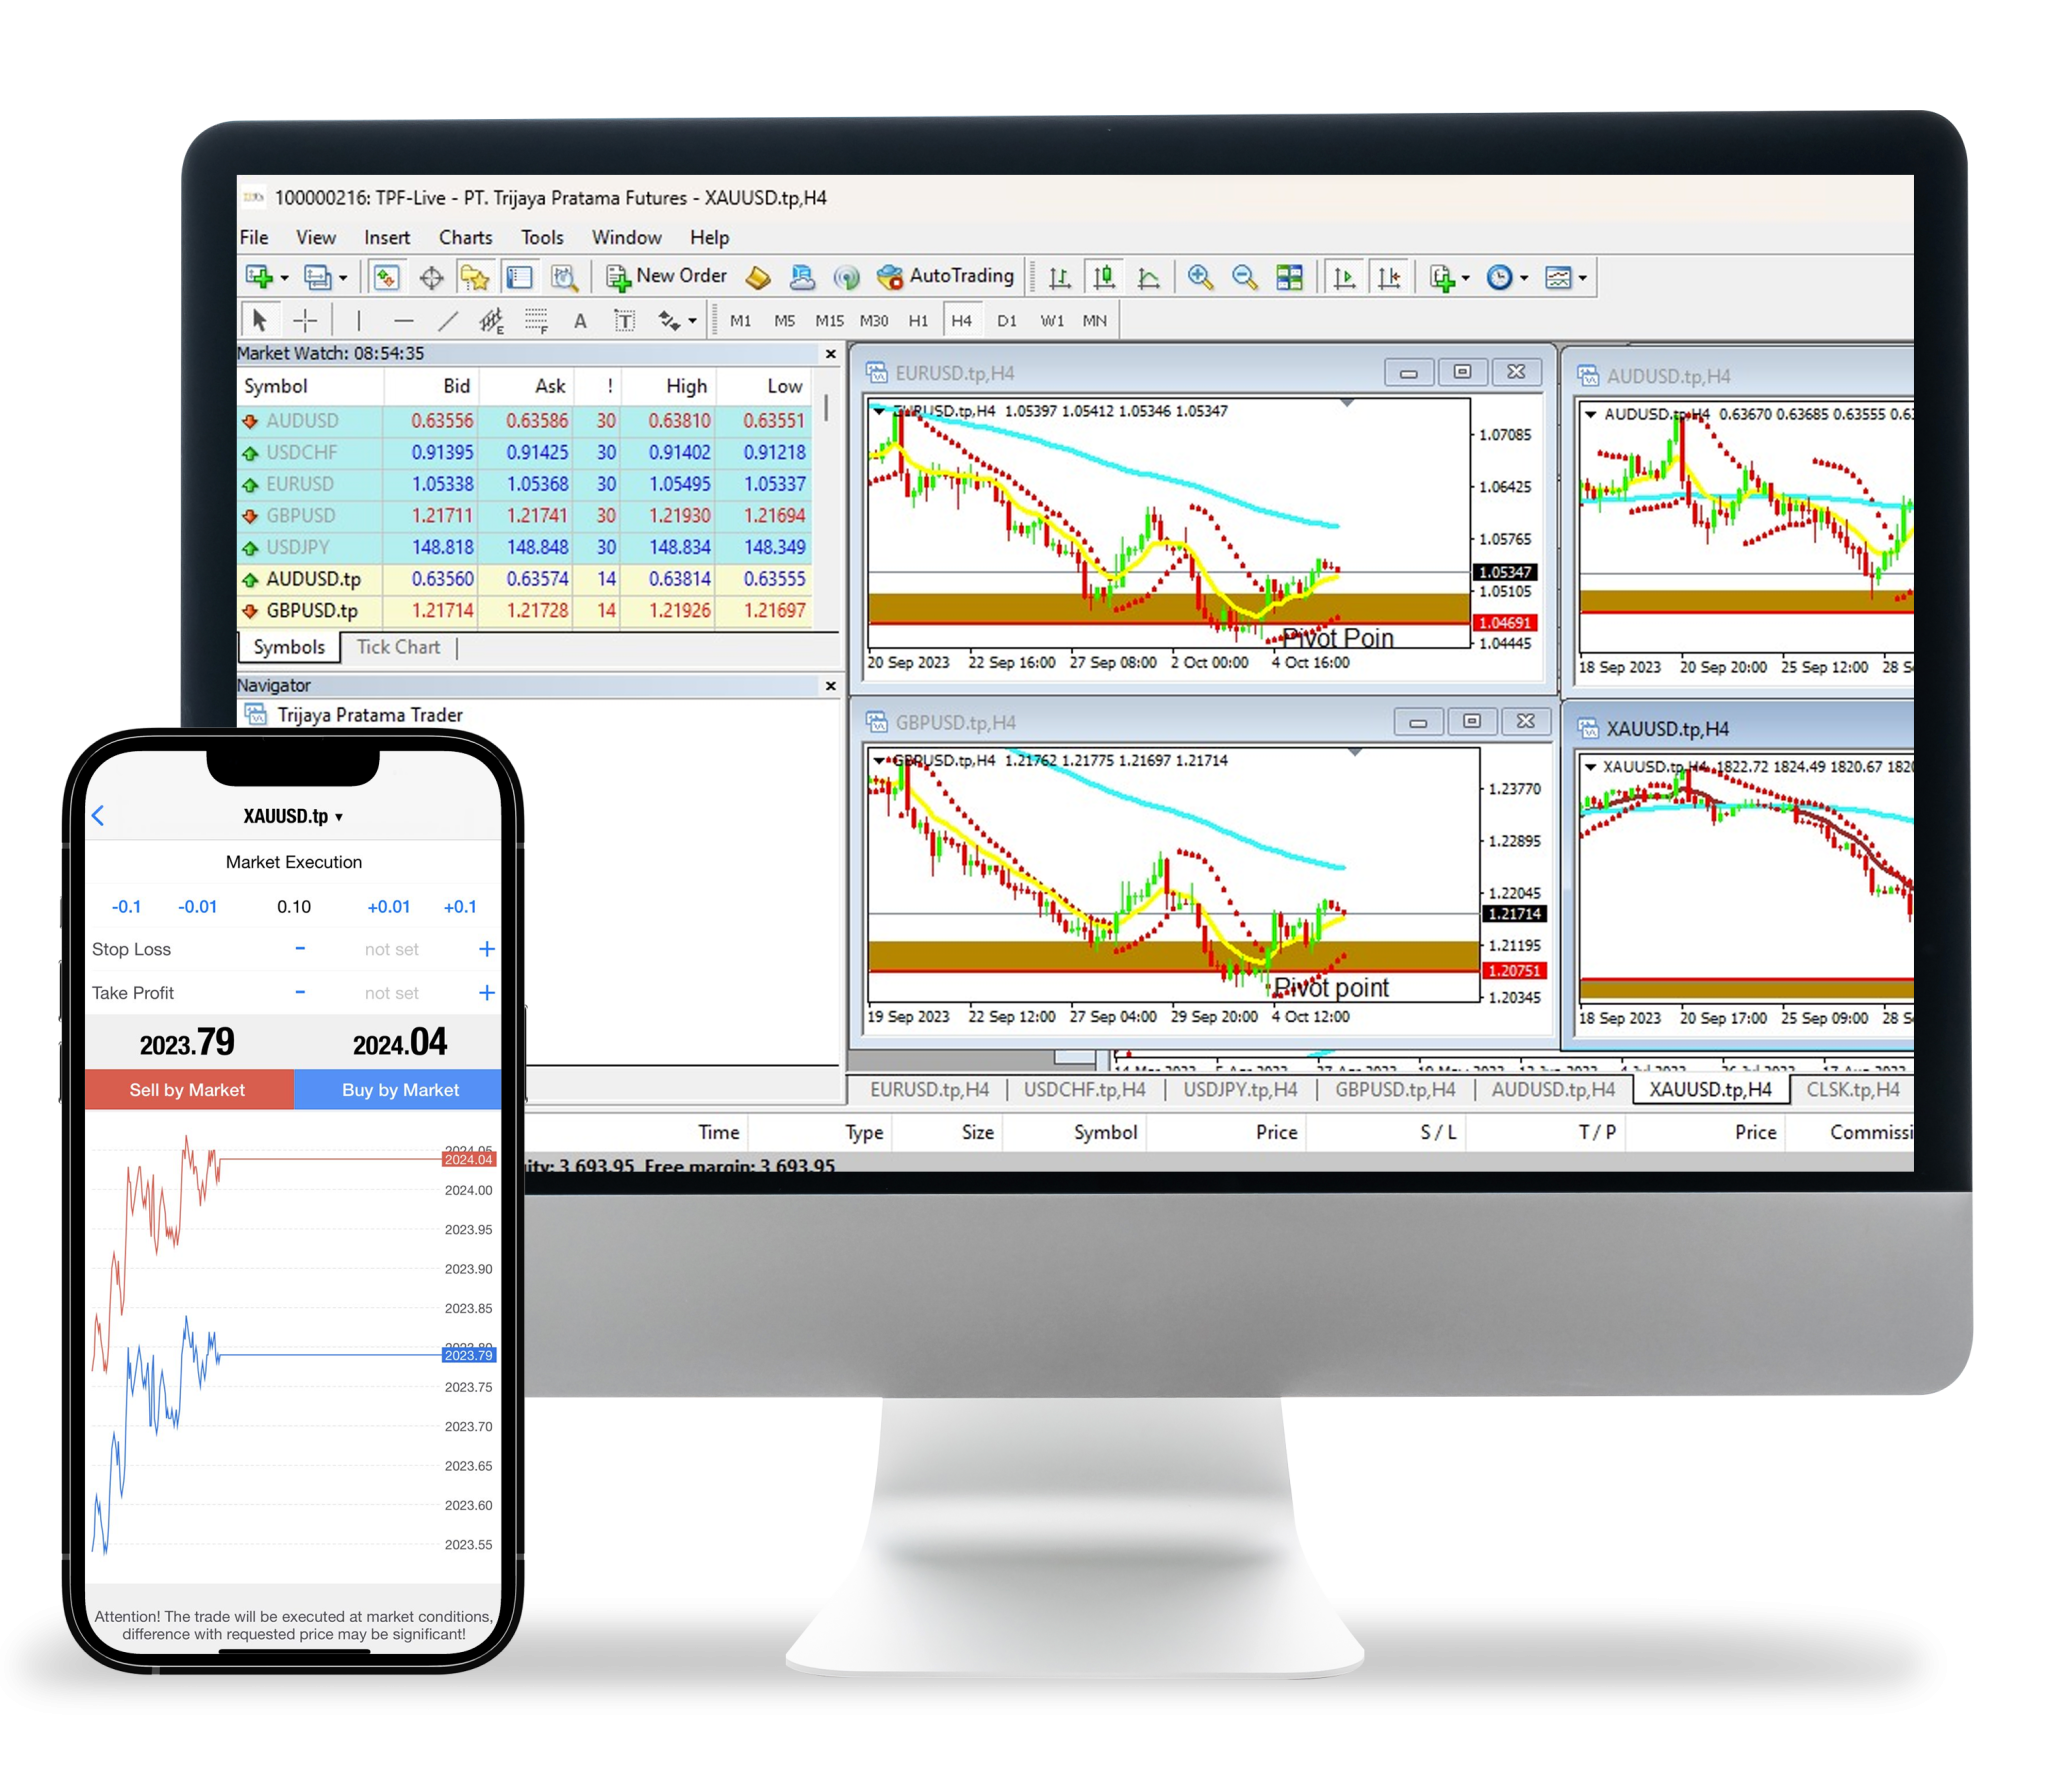 100000216: TPF-Live - PT. Trijaya Pratama Futures - XAUUSD.tp,H4
File View Insert Charts Tools Window Help
New Order AutoTrading
A T M1 M5 M15 M30 H1 H4 D1 W1 MN
Market Watch: 08:54:35
Symbol Bid Ask ! High Low
AUDUSD 0.63556 0.63586 30 0.63810 0.63551
USDCHF 0.91395 0.91425 30 0.91402 0.91218
EURUSD 1.05338 1.05368 30 1.05495 1.05337
GBPUSD 1.21711 1.21741 30 1.21930 1.21694
USDJPY 148.818 148.848 30 148.834 148.349
AUDUSD.tp 0.63560 0.63574 14 0.63814 0.63555
GBPUSD.tp 1.21714 1.21728 14 1.21926 1.21697
Symbols Tick Chart
Navigator
Trijaya Pratama Trader
EURUSD.tp,H4
EURUSD.tp,H4 1.05397 1.05412 1.05346 1.05347
1.07085
1.06425
1.05765
1.05347
1.05105
1.04691
1.04445
Pivot Poin
20 Sep 2023 22 Sep 16:00 27 Sep 08:00 2 Oct 00:00 4 Oct 16:00
AUDUSD.tp,H4
AUDUSD.tp,H4 0.63670 0.63685 0.63555
18 Sep 2023 20 Sep 20:00 25 Sep 12:00 28
GBPUSD.tp,H4
GBPUSD.tp,H4 1.21762 1.21775 1.21697 1.21714
1.23770
1.22895
1.22045
1.21714
1.21195
1.20751
1.20345
Pivot point
19 Sep 2023 22 Sep 12:00 27 Sep 04:00 29 Sep 20:00 4 Oct 12:00
XAUUSD.tp,H4
XAUUSD.tp,H4 1822.72 1824.49 1820.67
18 Sep 2023 20 Sep 17:00 25 Sep 09:00 28
EURUSD.tp,H4 USDCHF.tp,H4 USDJPY.tp,H4 GBPUSD.tp,H4 AUDUSD.tp,H4 XAUUSD.tp,H4 CLSK.tp,H4
Time Type Size Symbol Price S / L T / P Price Commissi
ity: 3 693.95 Free margin: 3 693.95
XAUUSD.tp
Market Execution
-0.1 -0.01 0.10 +0.01 +0.1
Stop Loss - not set +
Take Profit - not set +
2023.79 2024.04
Sell by Market Buy by Market
2024.04
2024.00
2023.95
2023.90
2023.85
2023.79
2023.75
2023.70
2023.65
2023.60
2023.55
Attention! The trade will be executed at market conditions,
difference with requested price may be significant!